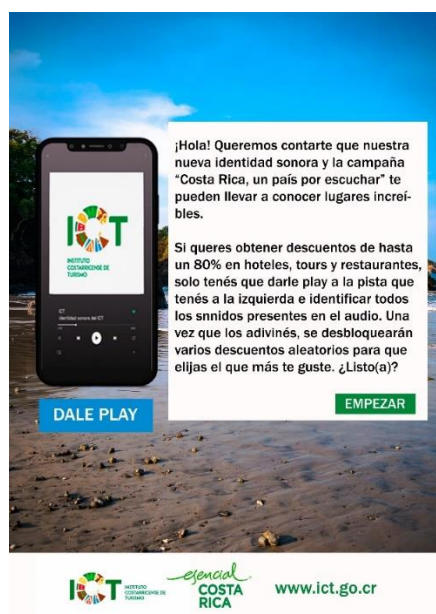 ICT
INSTITUTO
COSTARRICENSE DE
TURISMO
ICT
Identidad sonora del ICT
DALE PLAY
¡Hola! Queremos contarte que nuestra
nueva identidad sonora y la campaña
“Costa Rica, un país por escuchar” te
pueden llevar a conocer lugares increí-
bles.
Si queres obtener descuentos de hasta
un 80% en hoteles, tours y restaurantes,
solo tenés que darle play a la pista que
tenés a la izquierda e identificar todos
los snnidos presentes en el audio. Una
vez que los adivinés, se desbloquearán
varios descuentos aleatorios para que
elijas el que más te guste. ¿Listo(a)?
EMPEZAR
ICT
INSTITUTO
COSTARRICENSE DE
TURISMO
esencial
COSTA
RICA
www.ict.go.cr